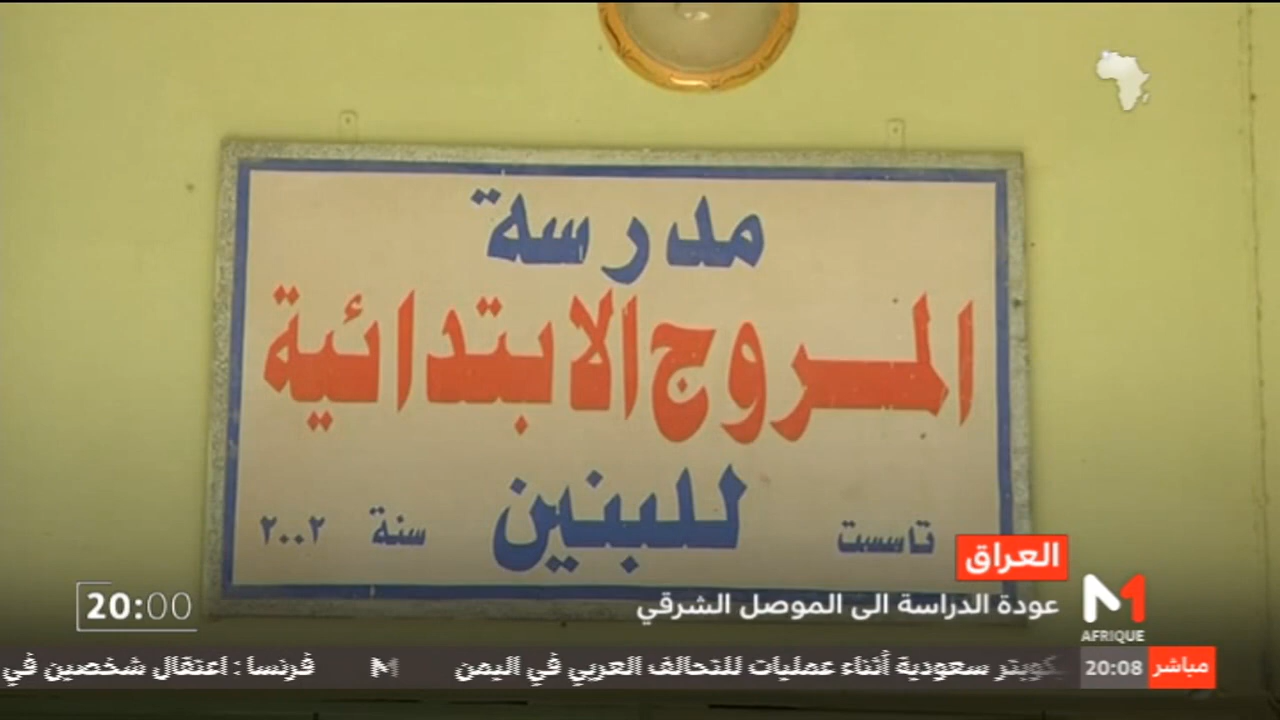 مدرسة
المروج الابتدائية
للبنين
تاسست سنة ٢٠٠٢
العراق
عودة الدراسة الى الموصل الشرقي
M
AFRIQUE
20:00
مباشر 20:08
سعودية أثناء عمليات للتحالف العربي في اليمن M فرنسا : اعتقال شخصين في